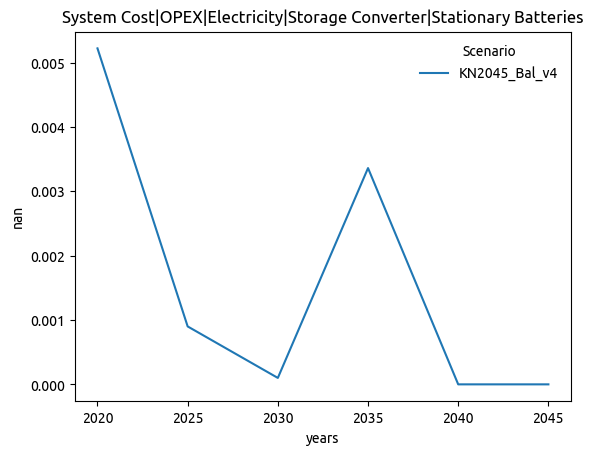 System Cost|OPEX|Electricity|Storage Converter|Stationary Batteries
Scenario
KN2045_Bal_v4
0.005
0.004
0.003
0.002
0.001
0.000
nan
2020 2025 2030 2035 2040 2045
years